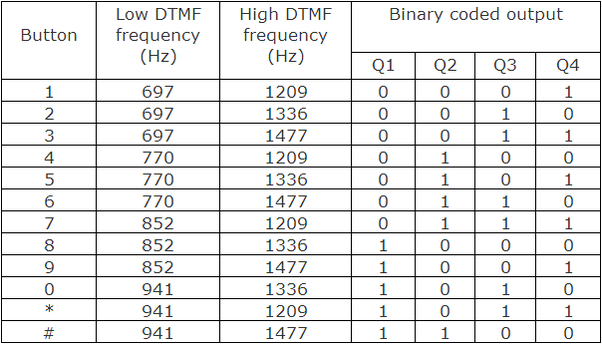 Button Low DTMF frequency (Hz) High DTMF frequency (Hz) Binary coded output
Q1 Q2 Q3 Q4
1 697 1209 0 0 0 1
2 697 1336 0 0 1 0
3 697 1477 0 0 1 1
4 770 1209 0 1 0 0
5 770 1336 0 1 0 1
6 770 1477 0 1 1 0
7 852 1209 0 1 1 1
8 852 1336 1 0 0 0
9 852 1477 1 0 0 1
0 941 1336 1 0 1 0
* 941 1209 1 0 1 1
# 941 1477 1 1 0 0